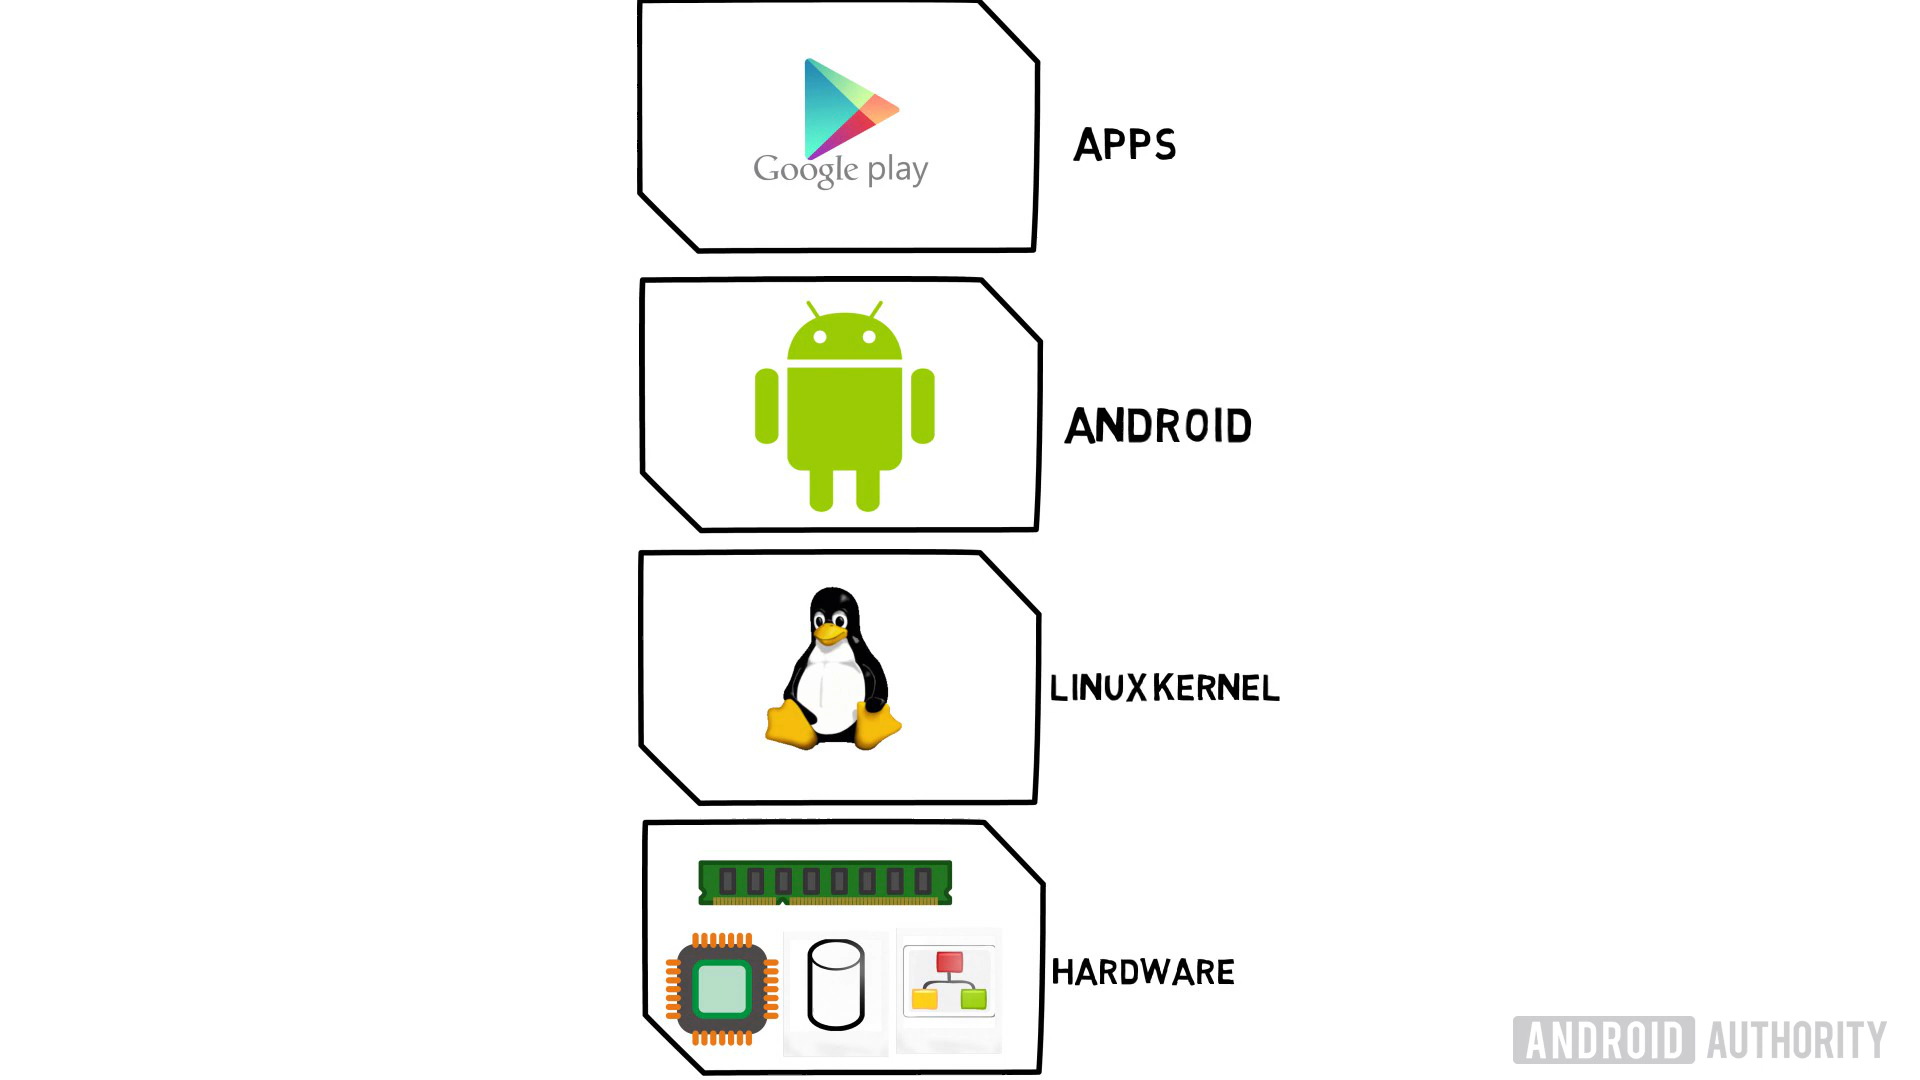 Google play
APPS
ANDROID
LINUX KERNEL
HARDWARE
ANDROID AUTHORITY